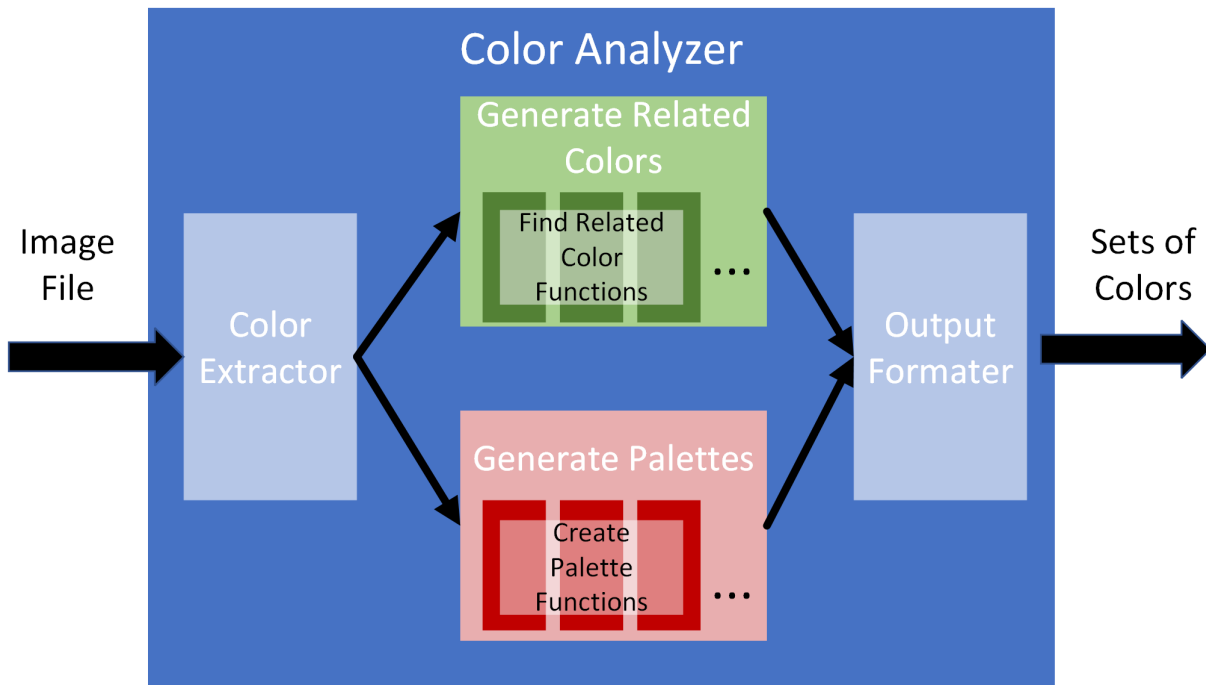 Color Analyzer
Generate Related
Colors
Find Related
Color
Functions
...
Image
File
Color
Extractor
Output
Formater
Sets of
Colors
Generate Palettes
Create
Palette
Functions
...